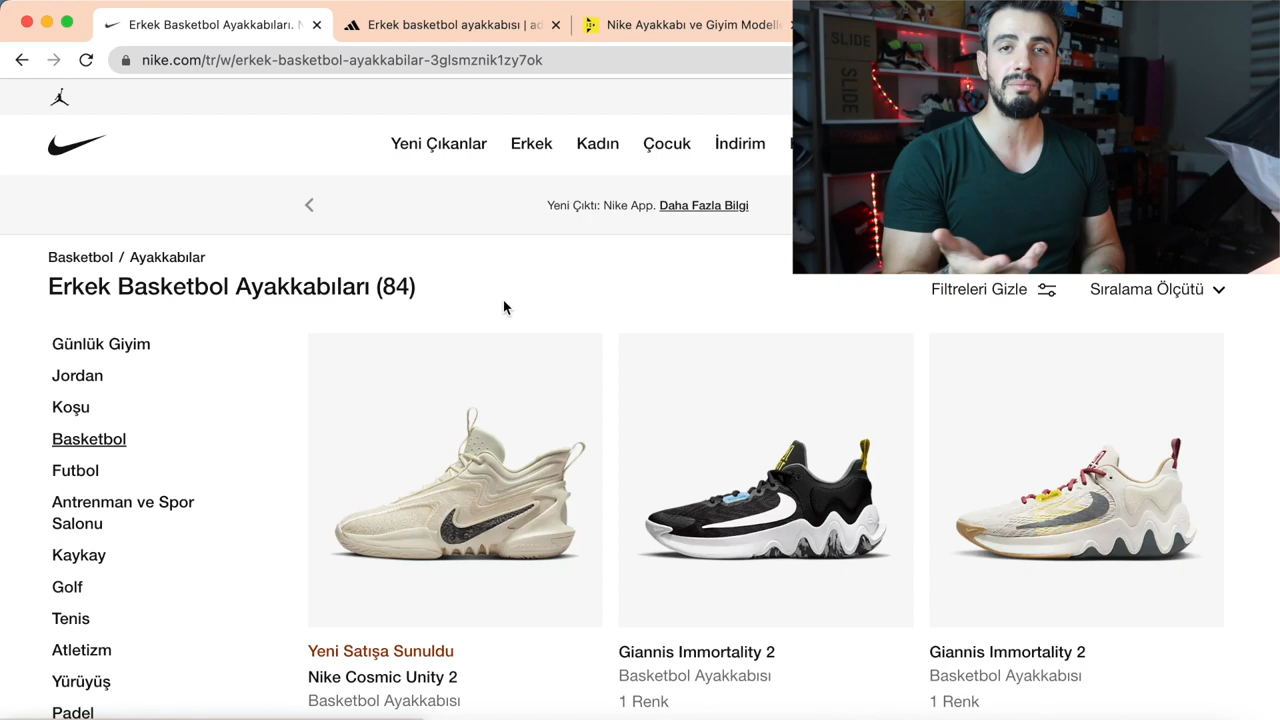 Erkek Basketbol Ayakkabıları. N
Erkek basketbol ayakkabısı | ad
Nike Ayakkabı ve Giyim Modelle
nike.com/tr/w/erkek-basketbol-ayakkabilar-3glsmznik1zy7ok
SLIDE
SLIDE
Yeni Çıkanlar
Erkek
Kadın
Çocuk
İndirim
Yeni Çıktı: Nike App. Daha Fazla Bilgi
Basketbol / Ayakkabılar
Erkek Basketbol Ayakkabıları (84)
Filtreleri Gizle
Sıralama Ölçütü
Günlük Giyim
Jordan
Koşu
Basketbol
Futbol
Antrenman ve Spor
Salonu
Kaykay
Golf
Tenis
Atletizm
Yürüyüş
Padel
Yeni Satışa Sunuldu
Nike Cosmic Unity 2
Basketbol Ayakkabısı
Giannis Immortality 2
Basketbol Ayakkabısı
1 Renk
Giannis Immortality 2
Basketbol Ayakkabısı
1 Renk